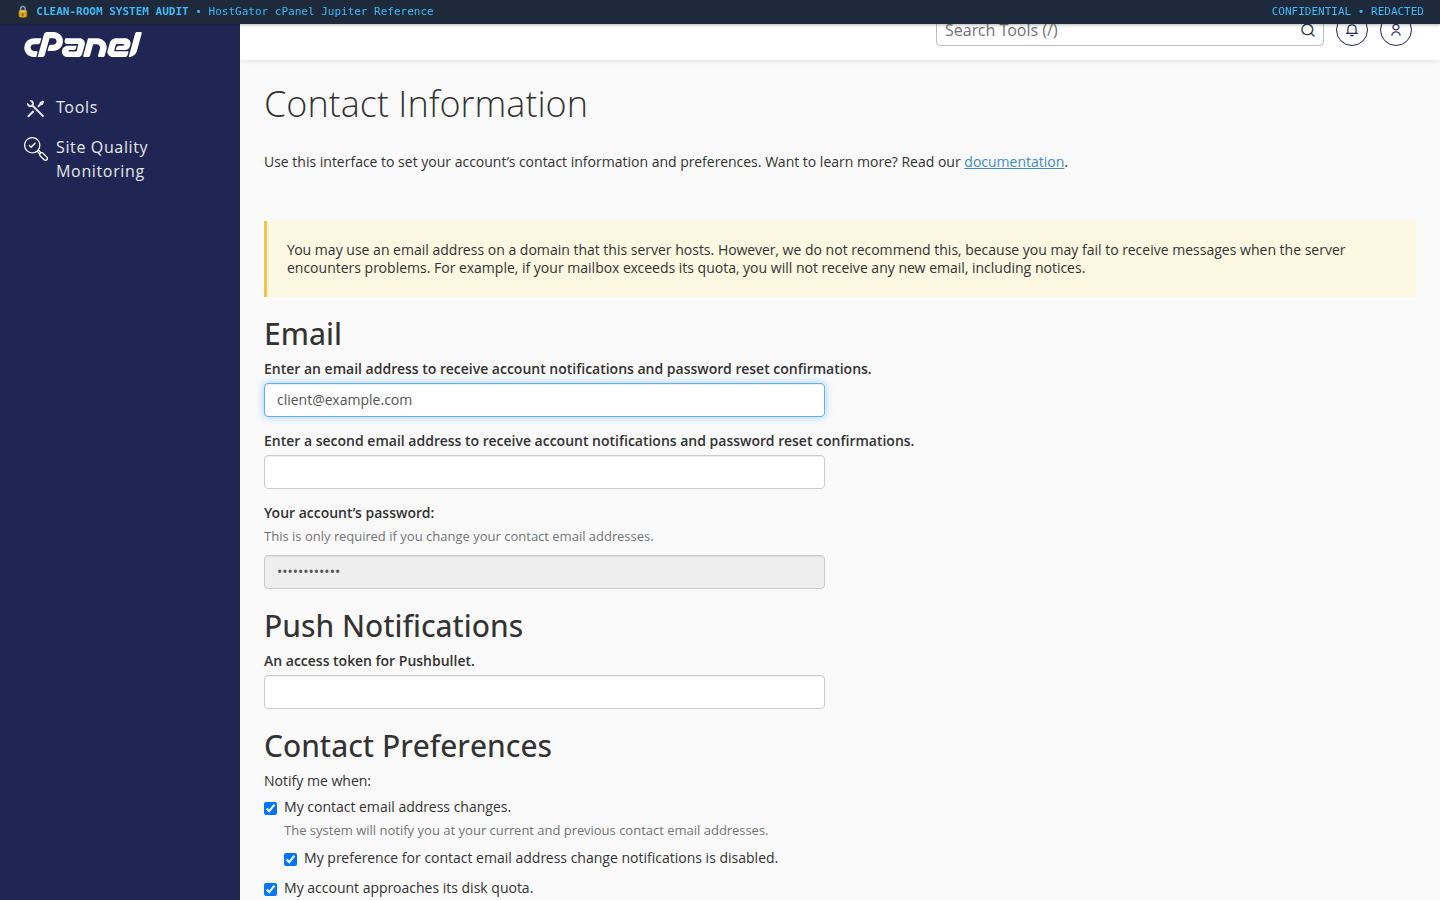 🔒 CLEAN-ROOM SYSTEM AUDIT • HostGator cPanel Jupiter Reference
CONFIDENTIAL • REDACTED
cPanel
Search Tools (/)
Tools
Site Quality
Monitoring
Contact Information
Use this interface to set your account’s contact information and preferences. Want to learn more? Read our documentation.
You may use an email address on a domain that this server hosts. However, we do not recommend this, because you may fail to receive messages when the server
encounters problems. For example, if your mailbox exceeds its quota, you will not receive any new email, including notices.
Email
Enter an email address to receive account notifications and password reset confirmations.
client@example.com
Enter a second email address to receive account notifications and password reset confirmations.
Your account’s password:
This is only required if you change your contact email addresses.
••••••••••••
Push Notifications
An access token for Pushbullet.
Contact Preferences
Notify me when:
My contact email address changes.
The system will notify you at your current and previous contact email addresses.
My preference for contact email address change notifications is disabled.
My account approaches its disk quota.